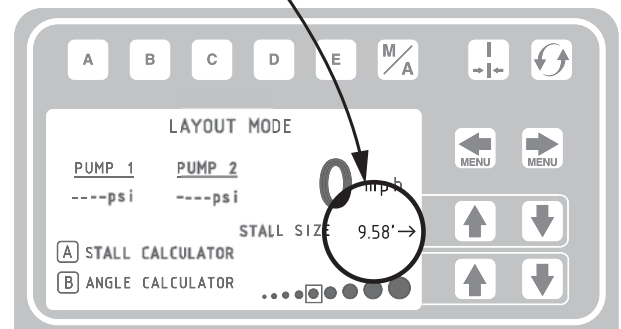 A B C D E M/A
LAYOUT MODE
MENU MENU
PUMP 1 PUMP 2 0 mph
----psi ----psi
STALL SIZE 9.58'→
A STALL CALCULATOR
B ANGLE CALCULATOR